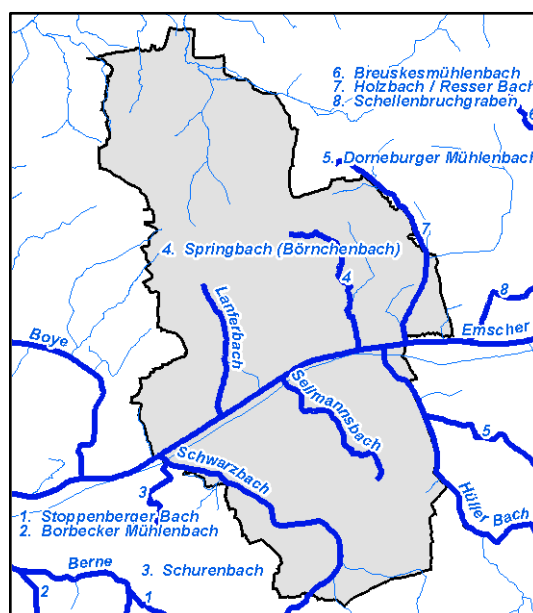 6. Breuskesmühlenbach
7. Holzbach / Resser Bach
8. Schellenbruchgraben
6
5. Dorneburger Mühlenbach
7
4. Springbach (Börnchenbach)
4
8
Lanferbach
Emscher
Boye
Sellmannsbach
5
Schwarzbach
Hüller Bach
3
1. Stoppenberger Bach
2. Borbecker Mühlenbach
Berne
3. Schurenbach
2
1